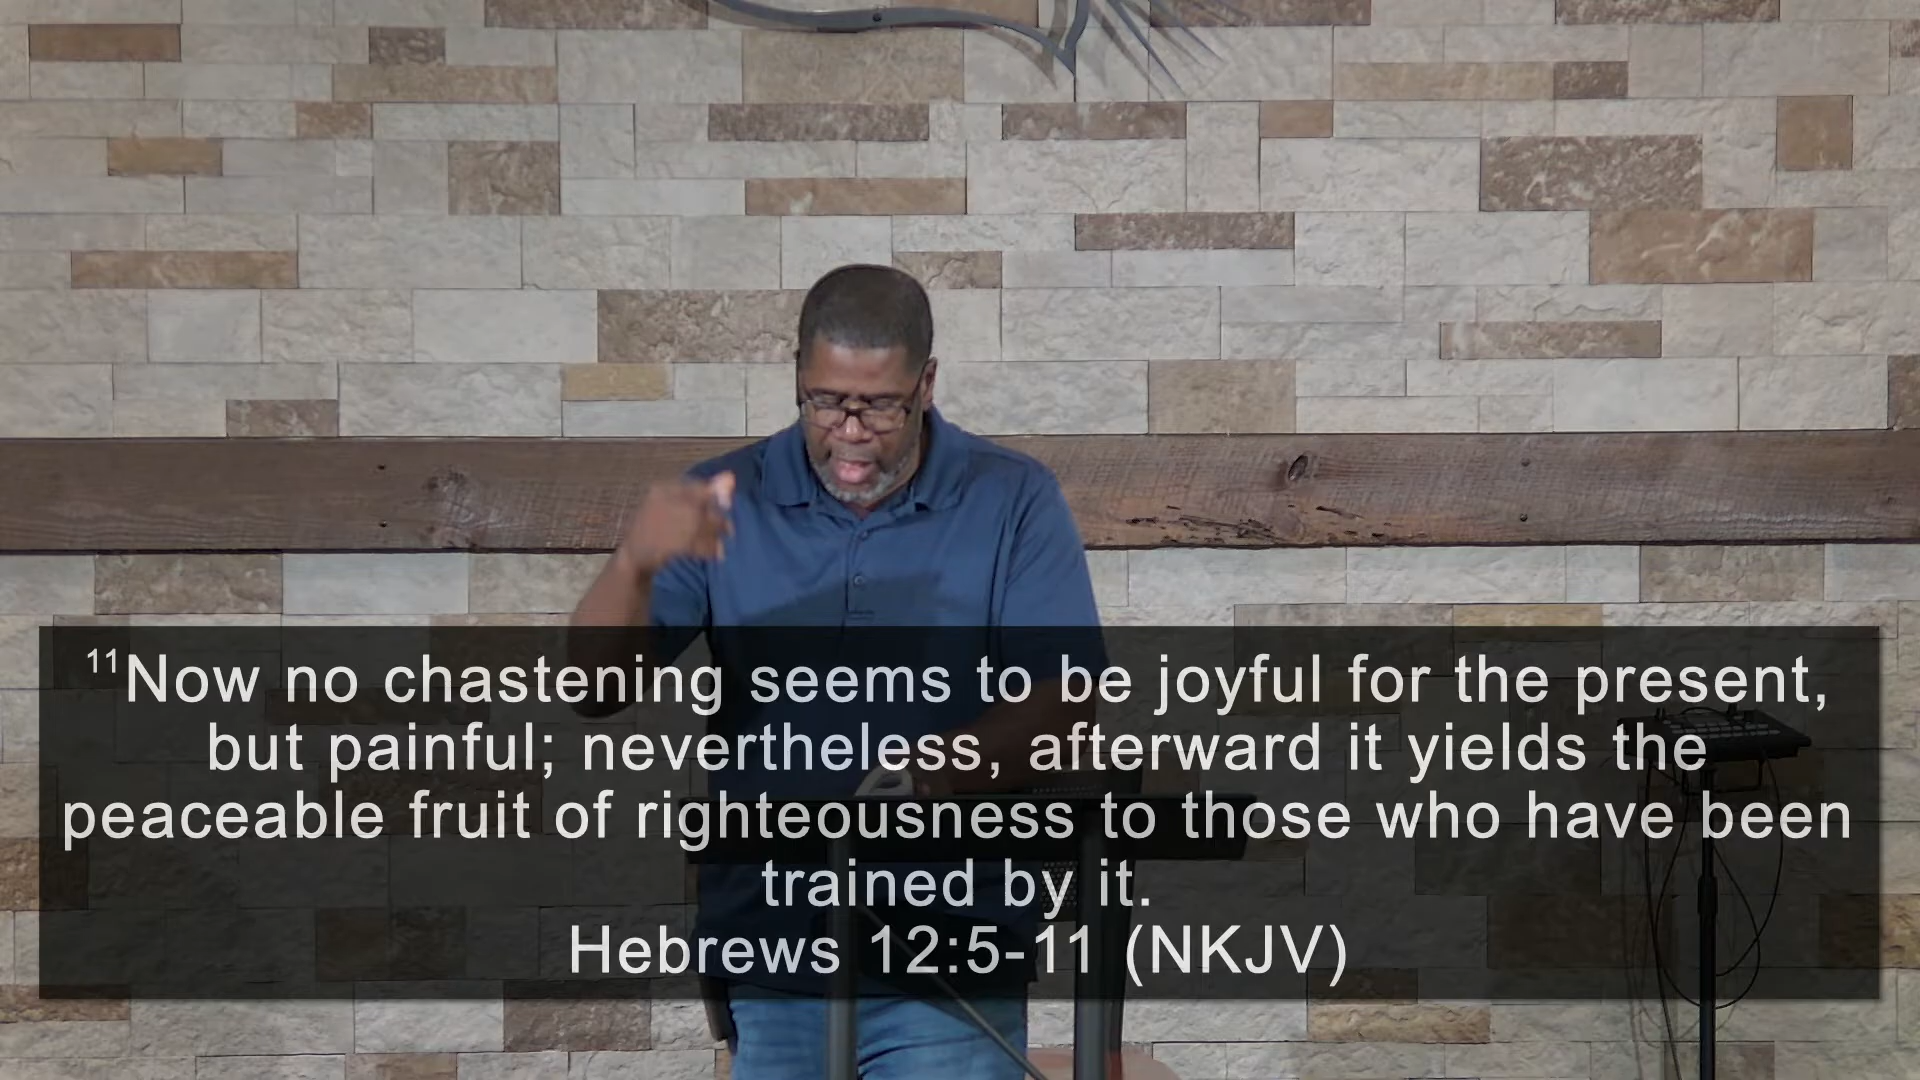 ¹¹Now no chastening seems to be joyful for the present,
but painful; nevertheless, afterward it yields the
peaceable fruit of righteousness to those who have been
trained by it.
Hebrews 12:5-11 (NKJV)